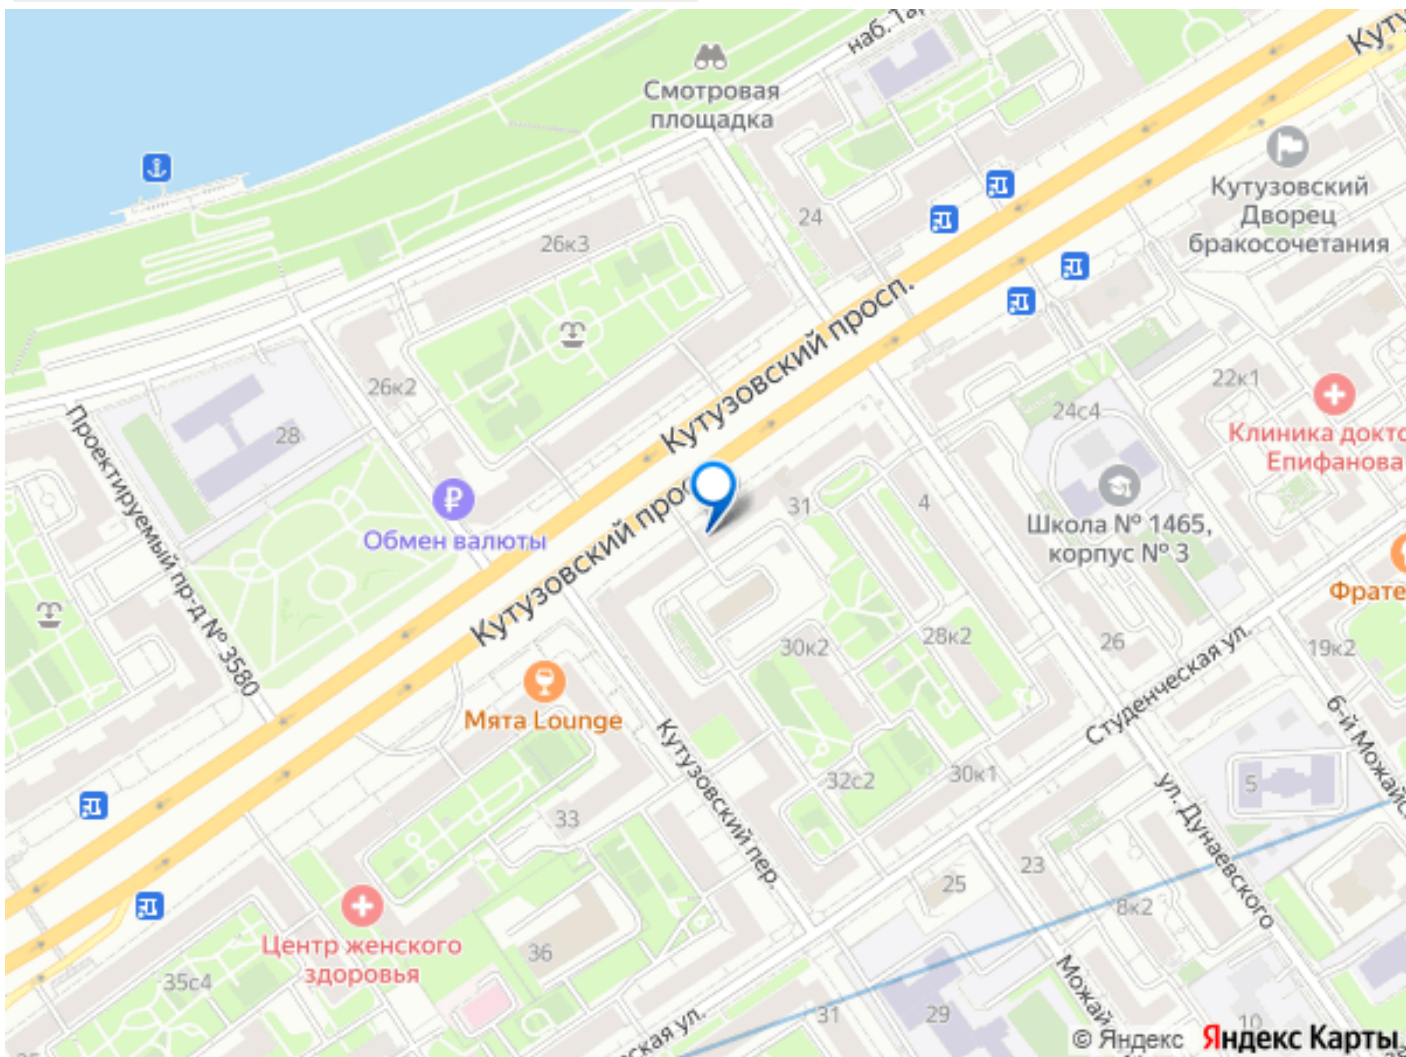 наб. Тар
Куту
Смотровая
площадка
24
26к3
Кутузовский
Дворец
бракосочетания
Кутузовский просп.
26к2
22к1
24с4
Клиника докто
Епифанова
28
Проектируемый пр-д № 3580
Обмен валюты
31
4
Школа № 1465,
корпус № 3
Кутузовский прос
Фрате
30к2
28к2
26
19к2
Студенческая ул.
6-й Можайс
Мята Lounge
Кутузовский пер.
32с2
30к1
5
ул. Дунаевского
33
23
25
8к2
Центр женского
здоровья
36
35с4
Можай
31
29
10
ская ул.
© Яндекс Яндекс Карты